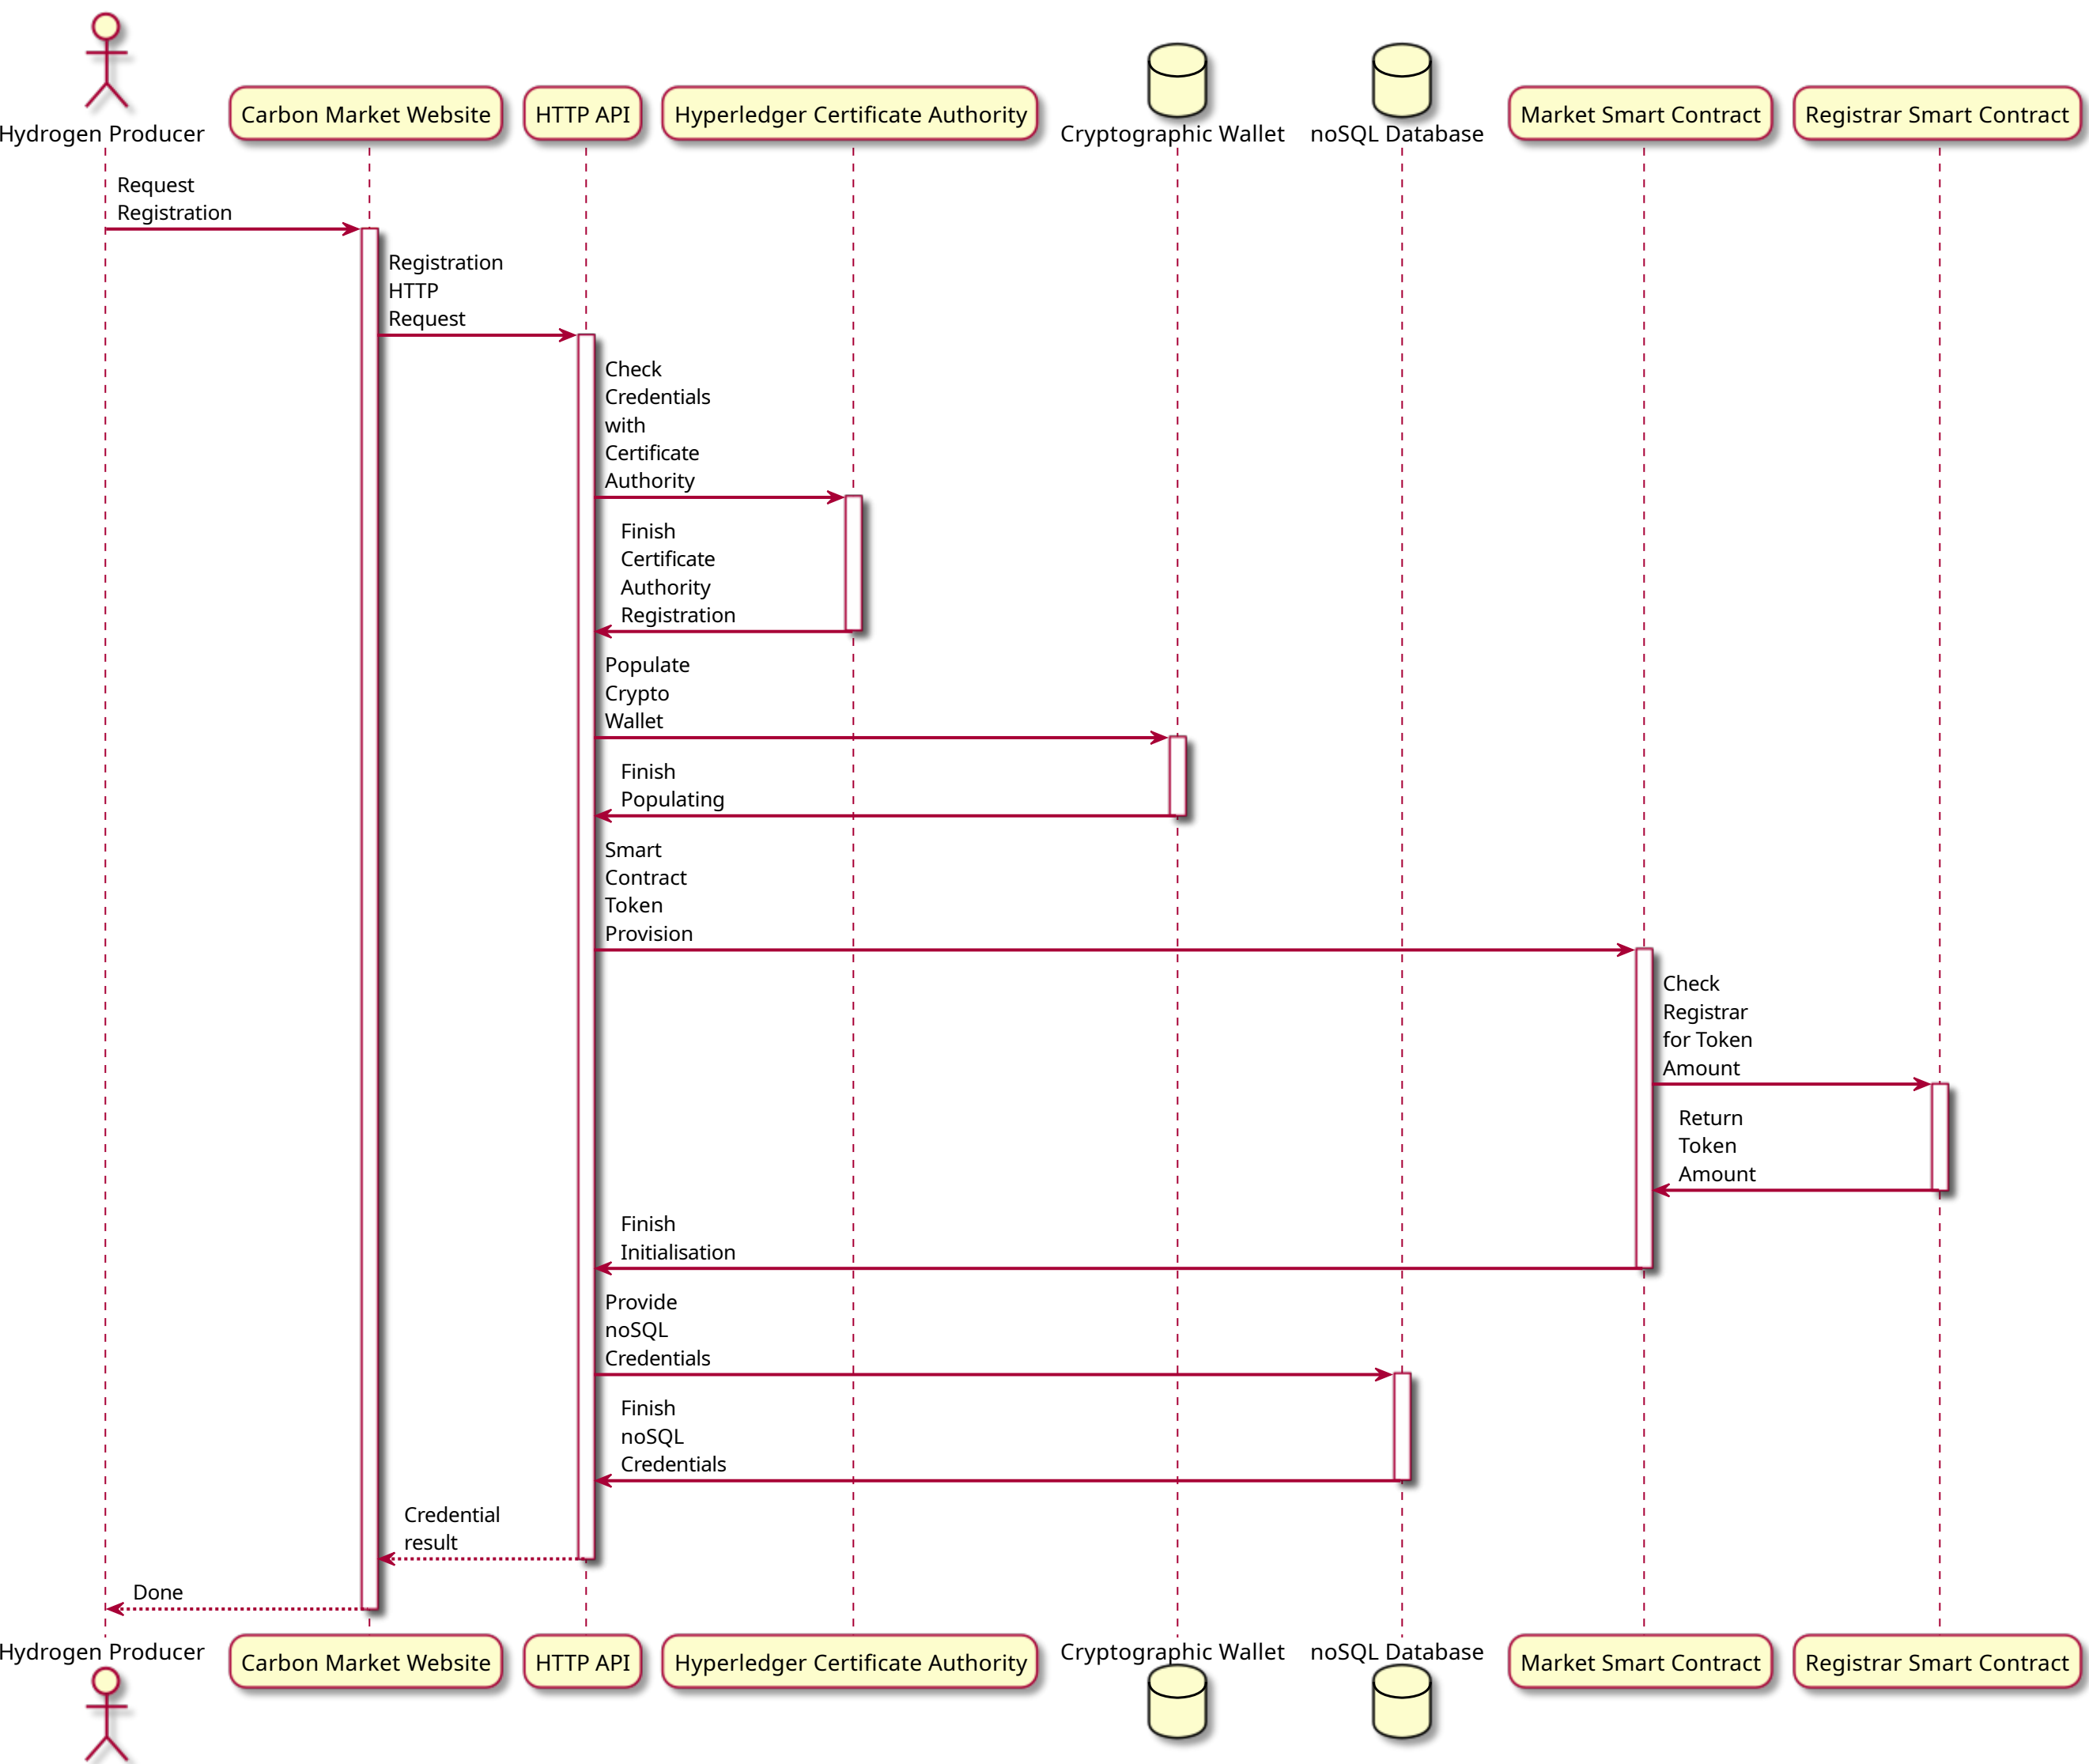 Hydrogen Producer
Carbon Market Website
HTTP API
Hyperledger Certificate Authority
Cryptographic Wallet
noSQL Database
Market Smart Contract
Registrar Smart Contract
Request
Registration
Registration
HTTP
Request
Check
Credentials
with
Certificate
Authority
Finish
Certificate
Authority
Registration
Populate
Crypto
Wallet
Finish
Populating
Smart
Contract
Token
Provision
Check
Registrar
for Token
Amount
Return
Token
Amount
Finish
Initialisation
Provide
noSQL
Credentials
Finish
noSQL
Credentials
Credential
result
Done
Hydrogen Producer
Carbon Market Website
HTTP API
Hyperledger Certificate Authority
Cryptographic Wallet
noSQL Database
Market Smart Contract
Registrar Smart Contract